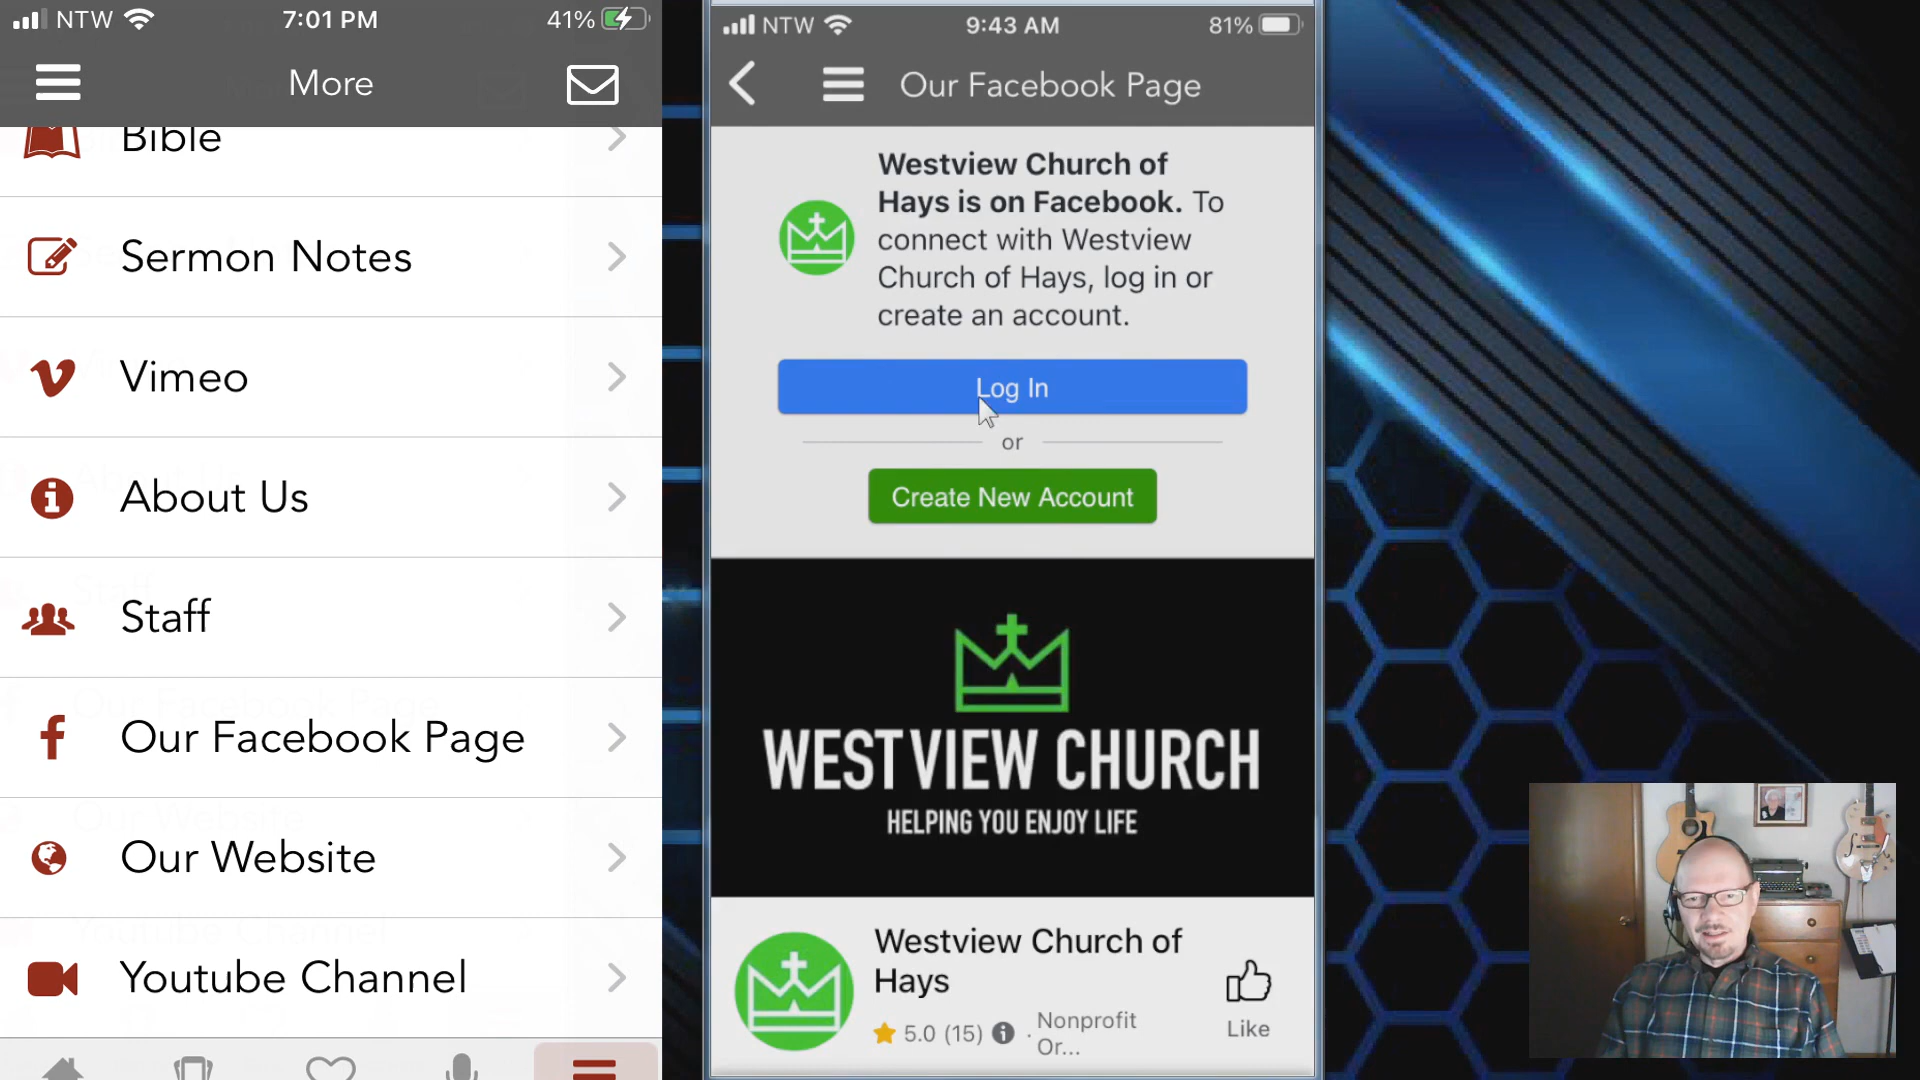 NTW 7:01 PM 41%
More
Bible
Sermon Notes
Vimeo
About Us
Staff
Our Facebook Page
Our Website
Youtube Channel
NTW 9:43 AM 81%
Our Facebook Page
Westview Church of
Hays is on Facebook. To
connect with Westview
Church of Hays, log in or
create an account.
Log In
or
Create New Account
WESTVIEW CHURCH
HELPING YOU ENJOY LIFE
Westview Church of
Hays
5.0 (15) · Nonprofit
Or...
Like